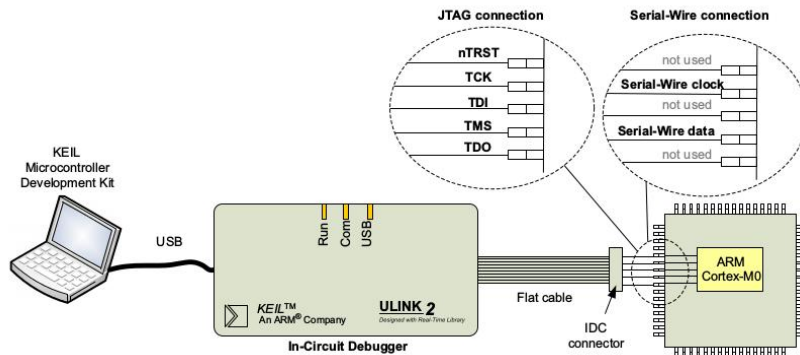 JTAG connection
Serial-Wire connection
nTRST
TCK
TDI
TMS
TDO
not used
Serial-Wire clock
not used
Serial-Wire data
not used
KEIL
Microcontroller
Development Kit
USB
Run
Com
USB
KEIL™
An ARM® Company
ULINK 2
Designed with Real-Time Library
In-Circuit Debugger
Flat cable
IDC
connector
ARM
Cortex-M0